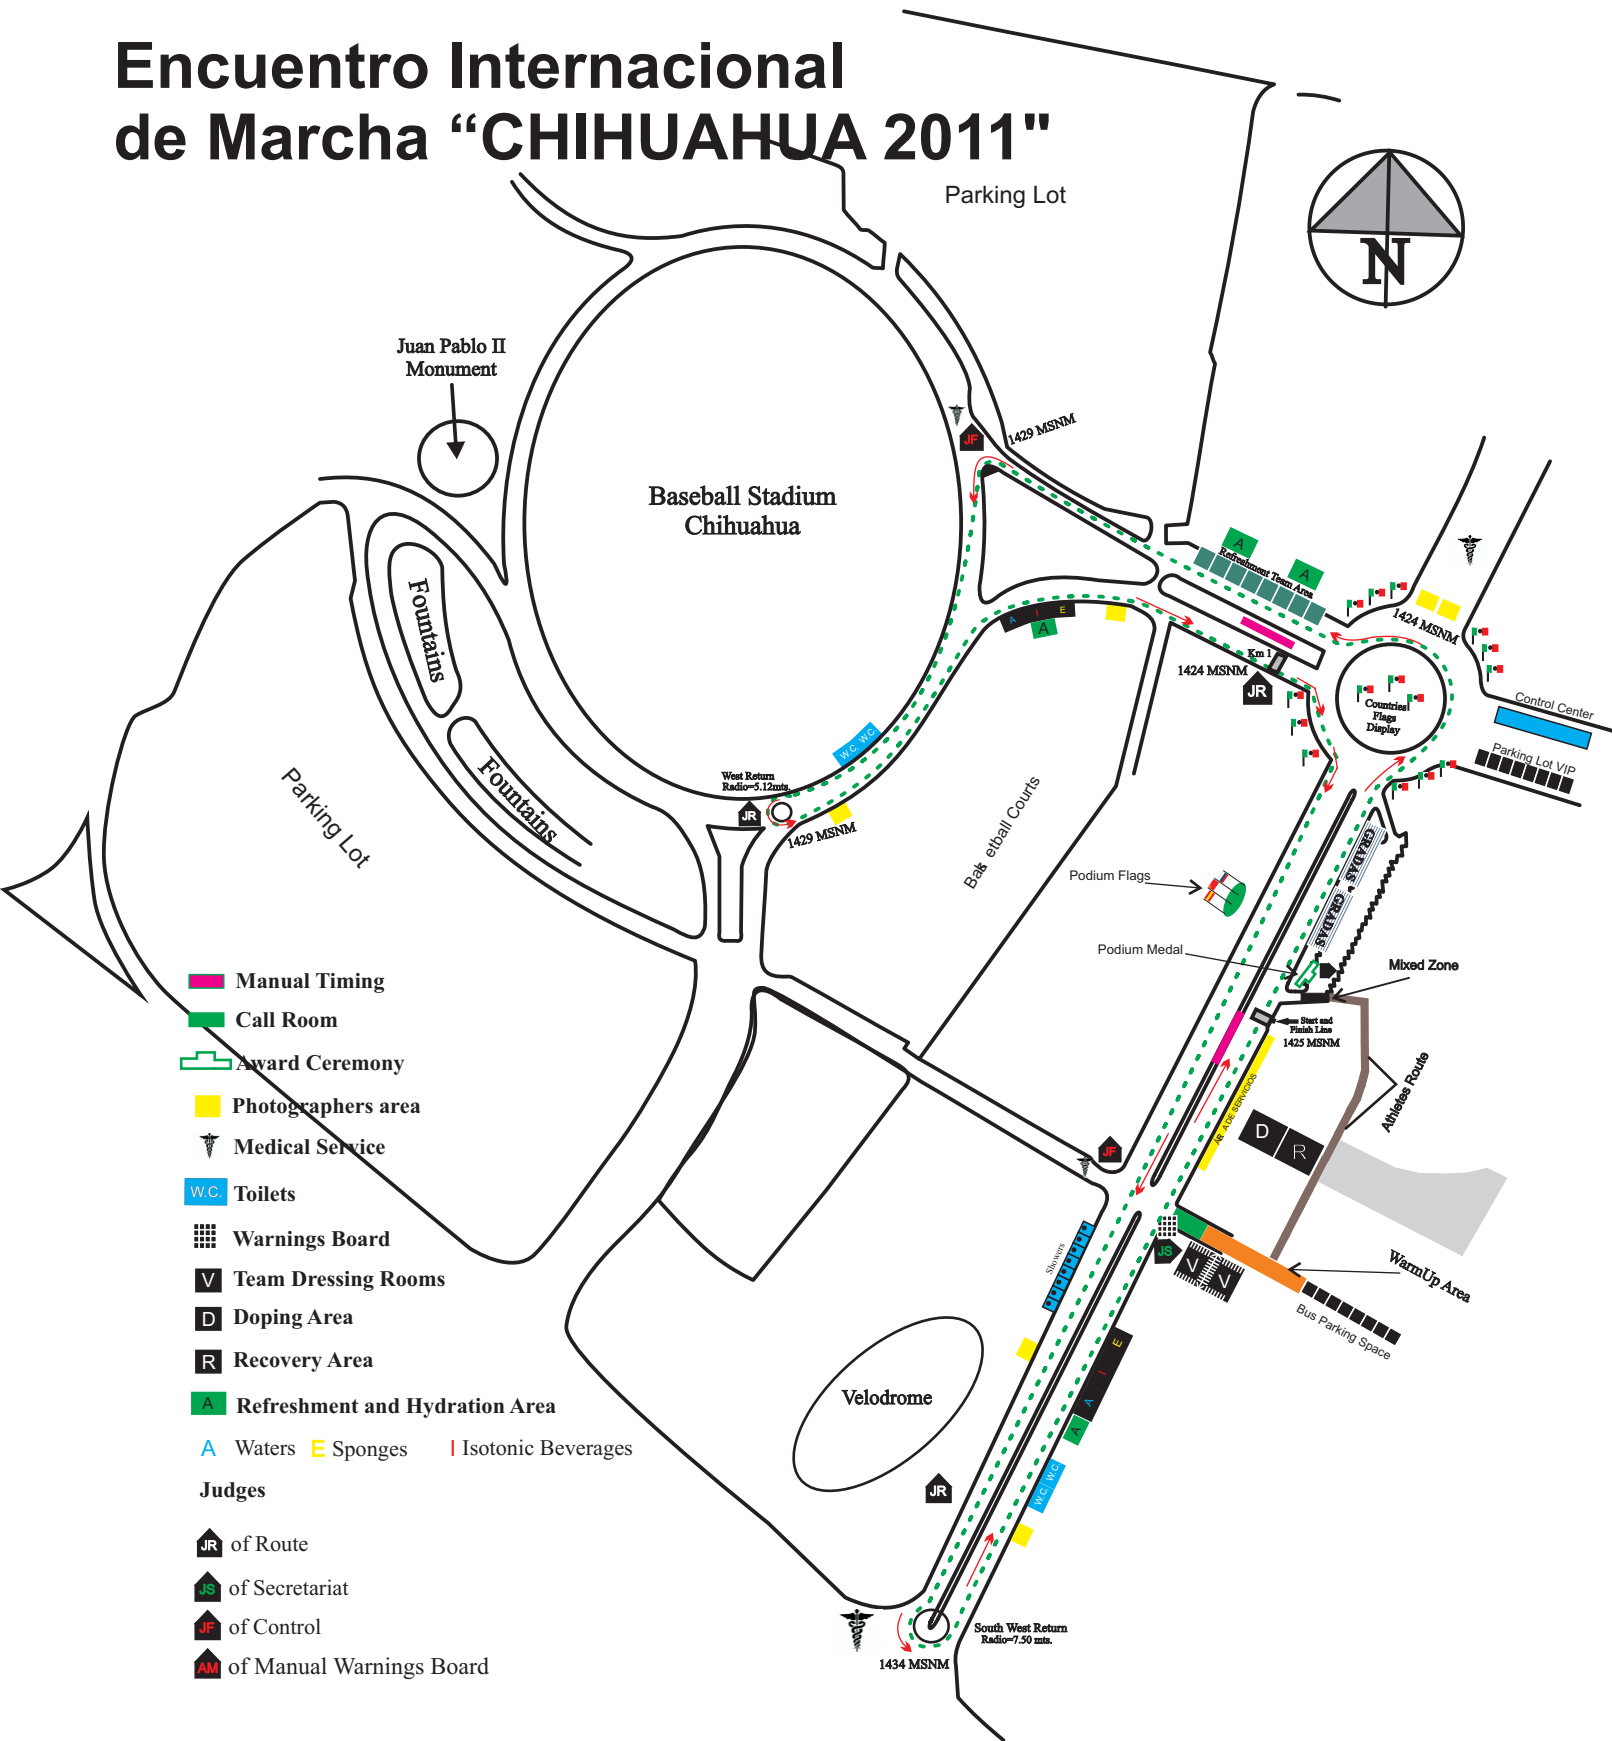 Encuentro Internacional
de Marcha “CHIHUAHUA 2011"
Parking Lot
N
Juan Pablo II
Monument
JF
1429 MSNM
Baseball Stadium
Chihuahua
Fountains
Fountains
Parking Lot
A
A
Refreshment Team Area
1424 MSNM
A I E
A
Km 1
1424 MSNM
JR
Countries
Flags
Display
Control Center
Parking Lot VIP
W.C. W.C.
West Return
Radio=5.12mts.
JR
1429 MSNM
Baks etball Courts
GRADAS
GRADAS
Podium Flags
Podium Medal
Mixed Zone
Start and
Finish Line
1425 MSNM
Athletes Route
AB A DE SERVICIOS
D
R
JF
JS
V
V
WarmUp Area
Bus Parking Space
Showers
Velodrome
A I E
A
W.C. W.C.
JR
South West Return
Radio=7.50 mts.
1434 MSNM
Manual Timing
Call Room
Award Ceremony
Photographers area
Medical Service
W.C. Toilets
Warnings Board
V Team Dressing Rooms
D Doping Area
R Recovery Area
A Refreshment and Hydration Area
A Waters E Sponges I Isotonic Beverages
Judges
JR of Route
JS of Secretariat
JF of Control
AM of Manual Warnings Board